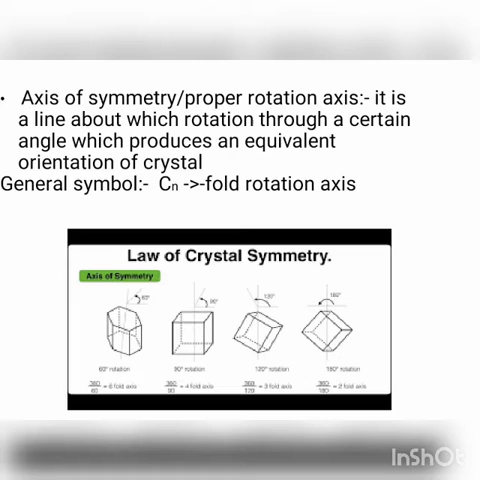 • Axis of symmetry/proper rotation axis:- it is
a line about which rotation through a certain
angle which produces an equivalent
orientation of crystal
General symbol:- Cn ->-fold rotation axis
Law of Crystal Symmetry.
Axis of Symmetry
60° 90° 120° 180°
60° rotation 90° rotation 120° rotation 180° rotation
360/60 = 6 fold axis 360/90 = 4 fold axis 360/120 = 3 fold axis 360/180 = 2 fold axis
InShOt